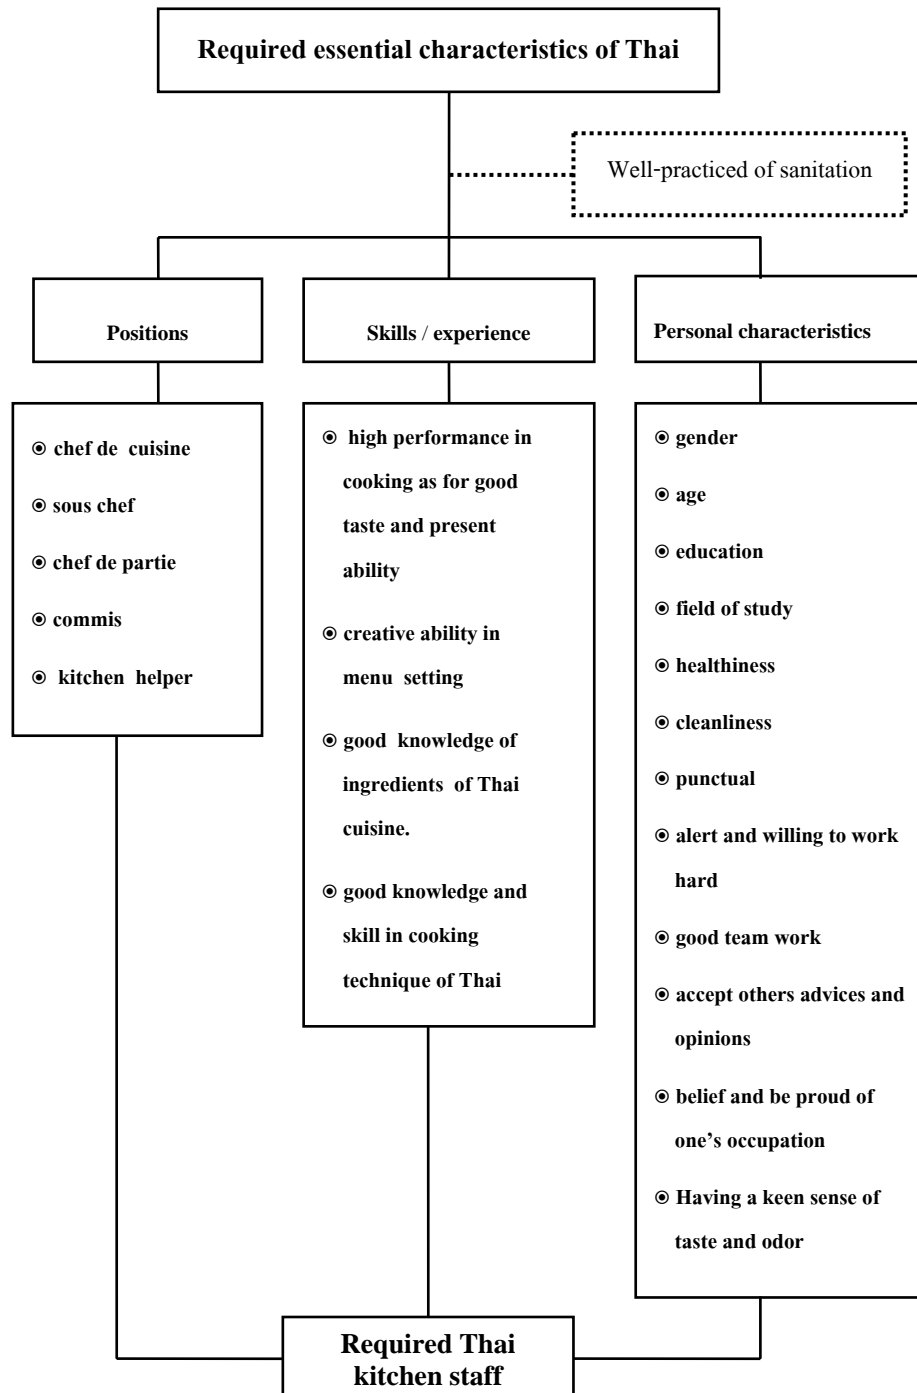 Required essential characteristics of Thai
Well-practiced of sanitation
Positions
Skills / experience
Personal characteristics
◉ chef de cuisine
◉ sous chef
◉ chef de partie
◉ commis
◉ kitchen helper
◉ high performance in
cooking as for good
taste and present
ability
◉ creative ability in
menu setting
◉ good knowledge of
ingredients of Thai
cuisine.
◉ good knowledge and
skill in cooking
technique of Thai
◉ gender
◉ age
◉ education
◉ field of study
◉ healthiness
◉ cleanliness
◉ punctual
◉ alert and willing to work
hard
◉ good team work
◉ accept others advices and
opinions
◉ belief and be proud of
one's occupation
◉ Having a keen sense of
taste and odor
Required Thai
kitchen staff